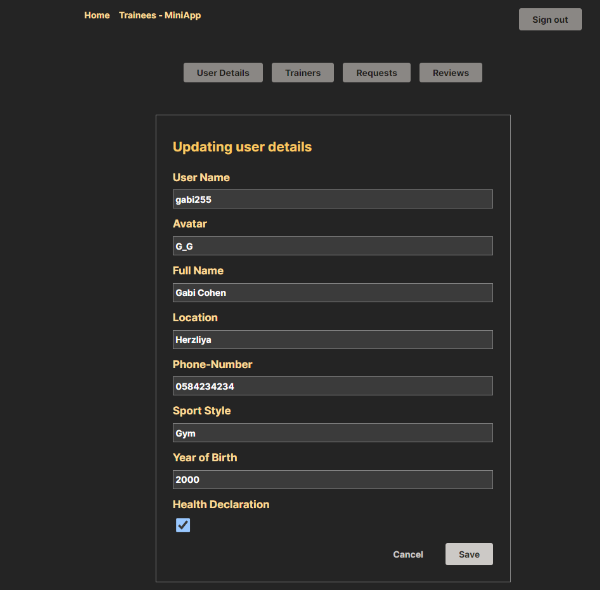 Home Trainees - MiniApp Sign out
User Details Trainers Requests Reviews
Updating user details
User Name
gabi255
Avatar
G_G
Full Name
Gabi Cohen
Location
Herzliya
Phone-Number
0584234234
Sport Style
Gym
Year of Birth
2000
Health Declaration
Cancel Save